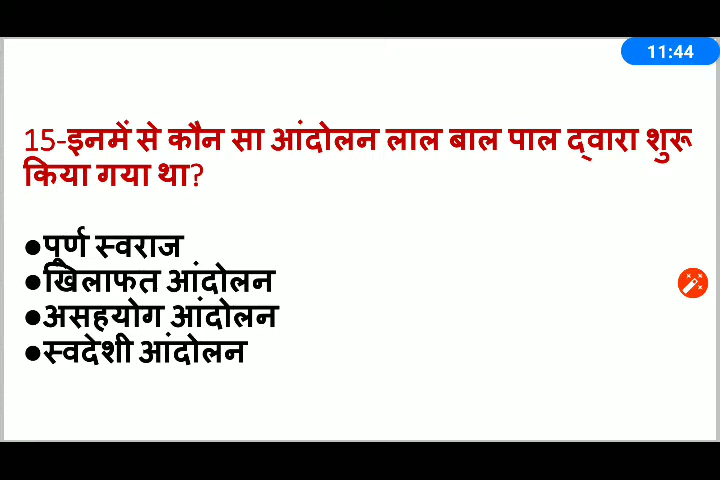 11:44
15-इनमें से कौन सा आंदोलन लाल बाल पाल द्वारा शुरू
किया गया था?
●पूर्ण स्वराज
●खिलाफत आंदोलन
●असहयोग आंदोलन
●स्वदेशी आंदोलन